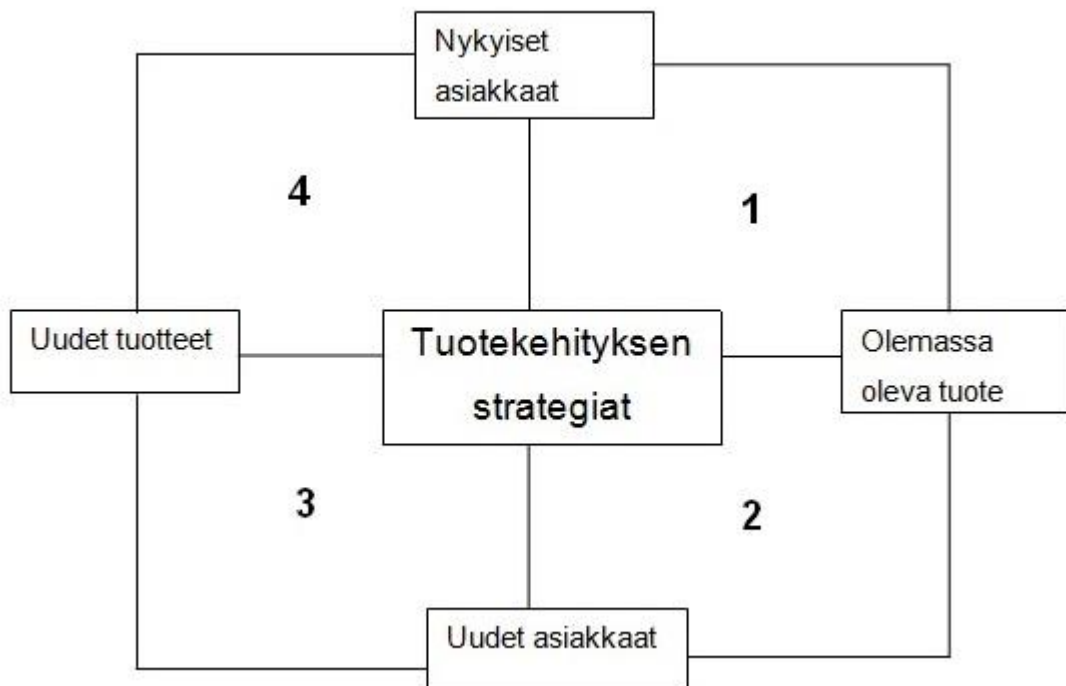 Nykyiset
asiakkaat
4
1
Uudet tuotteet
Tuotekehityksen
strategiat
Olemassa
oleva tuote
3
2
Uudet asiakkaat